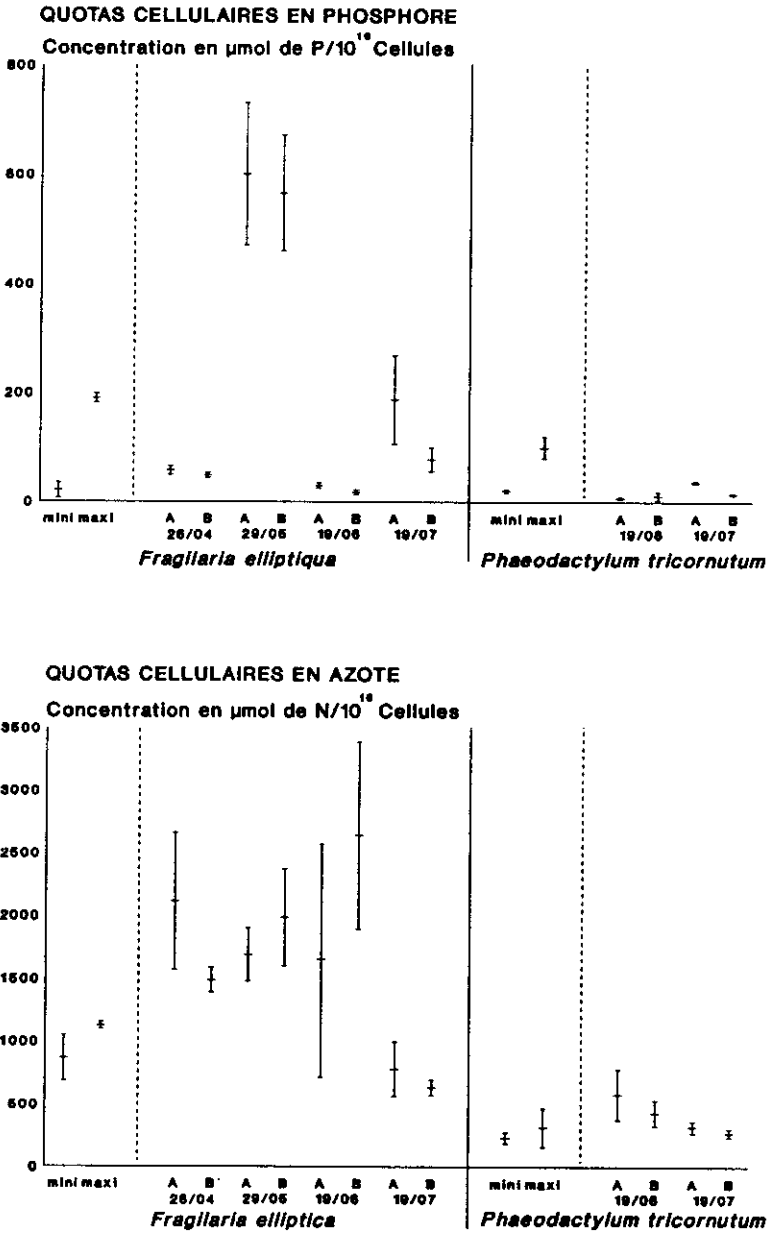 QUOTAS CELLULAIRES EN PHOSPHORE
Concentration en µmol de P/10 Cellules
800
600
400
200
0
mini maxi A B A B A B A B mini maxi A B A B
26/04 29/05 19/06 19/07 19/06 19/07
Fragilaria elliptiqua Phaeodactylum tricornutum
QUOTAS CELLULAIRES EN AZOTE
Concentration en µmol de N/10 Cellules
3500
3000
2500
2000
1500
1000
500
0
mini maxi A B A B A B A B mini maxi A B A B
26/04 29/05 19/06 19/07 19/06 19/07
Fragilaria elliptica Phaeodactylum tricornutum